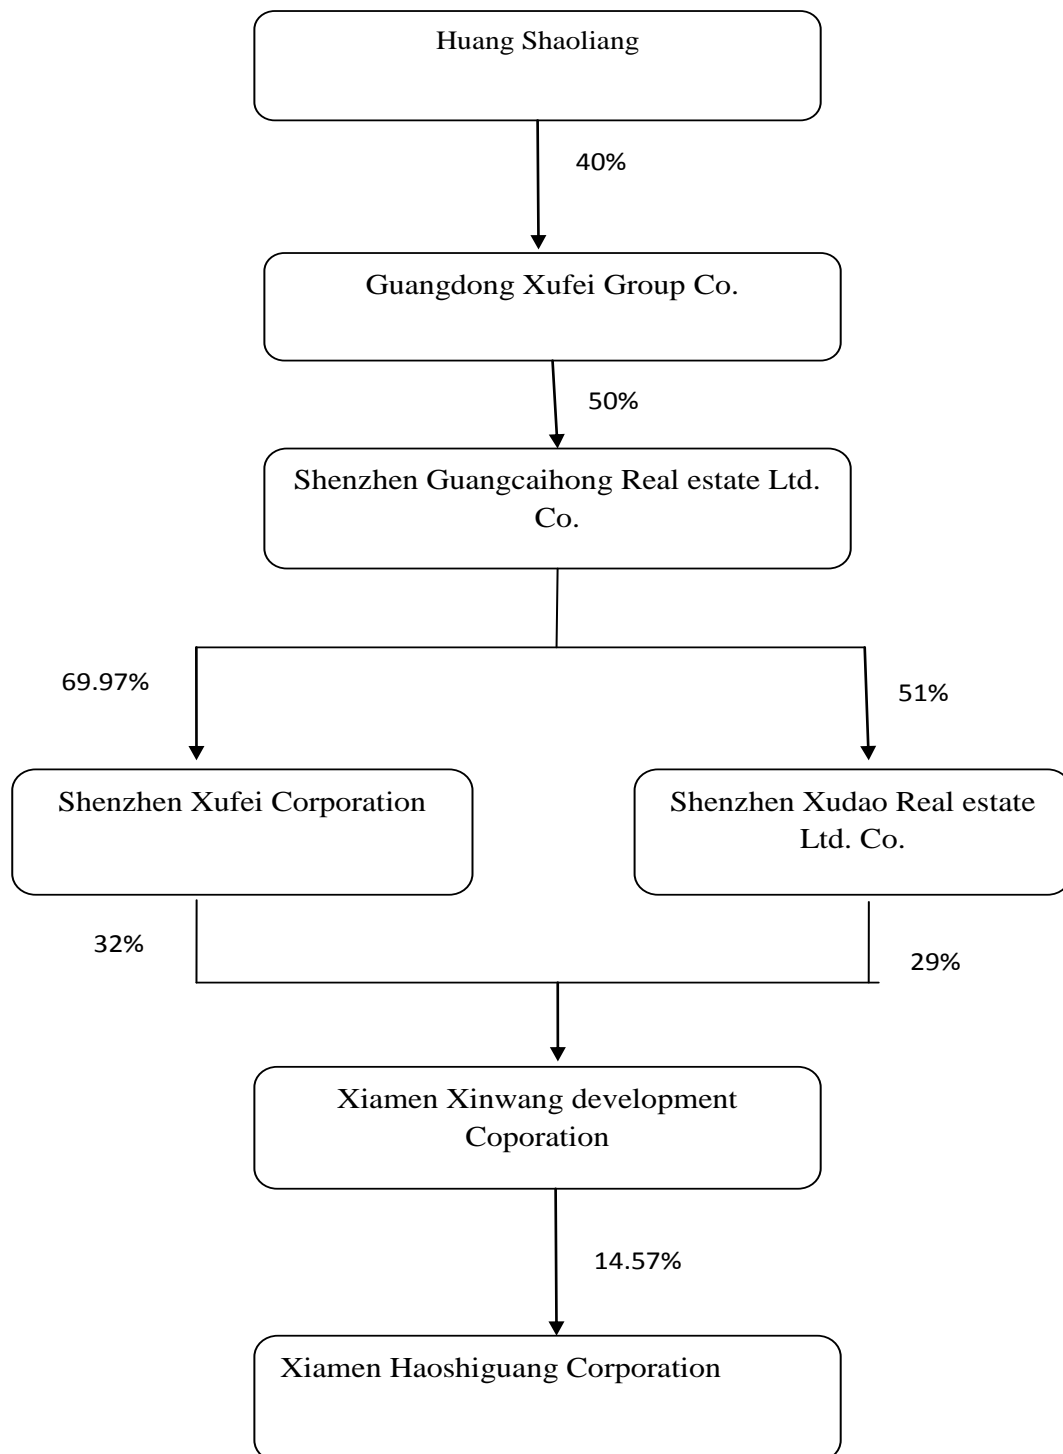 Huang Shaoliang
40%
Guangdong Xufei Group Co.
50%
Shenzhen Guangcaihong Real estate Ltd.
Co.
69.97%
51%
Shenzhen Xufei Corporation
Shenzhen Xudao Real estate
Ltd. Co.
32%
29%
Xiamen Xinwang development
Coporation
14.57%
Xiamen Haoshiguang Corporation